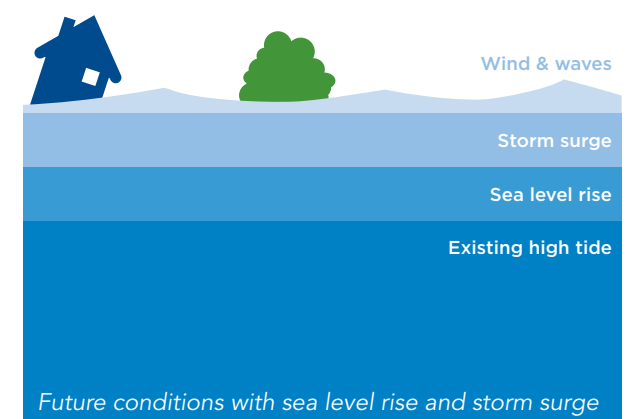 Wind & waves
Storm surge
Sea level rise
Existing high tide
Future conditions with sea level rise and storm surge